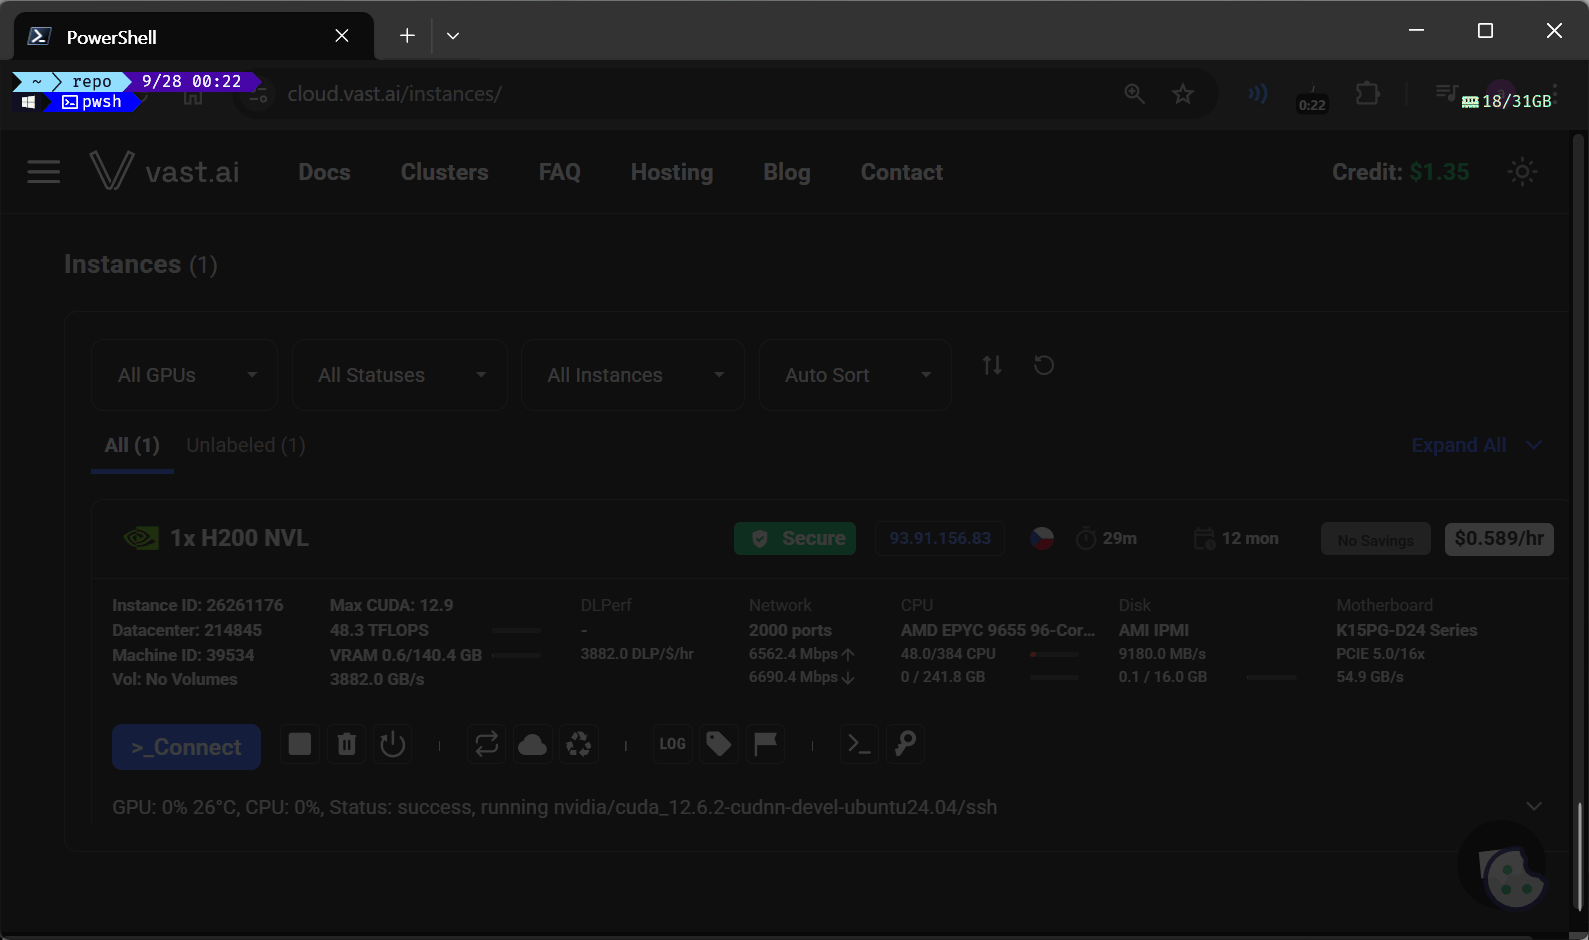 PowerShell
~ repo 9/28 00:22
pwsh 18/31GB
cloud.vast.ai/instances/
0:22
vast.ai Docs Clusters FAQ Hosting Blog Contact Credit: $1.35
Instances (1)
All GPUs All Statuses All Instances Auto Sort
All (1) Unlabeled (1) Expand All
1x H200 NVL Secure 93.91.156.83 29m 12 mon No Savings $0.589/hr
Instance ID: 26261176 Max CUDA: 12.9 DLPerf Network CPU Disk Motherboard
Datacenter: 214845 48.3 TFLOPS - 2000 ports AMD EPYC 9655 96-Cor... AMI IPMI K15PG-D24 Series
Machine ID: 39534 VRAM 0.6/140.4 GB 3882.0 DLP/$/hr 6562.4 Mbps 48.0/384 CPU 9180.0 MB/s PCIE 5.0/16x
Vol: No Volumes 3882.0 GB/s 6690.4 Mbps 0 / 241.8 GB 0.1 / 16.0 GB 54.9 GB/s
>_Connect LOG
GPU: 0% 26°C, CPU: 0%, Status: success, running nvidia/cuda_12.6.2-cudnn-devel-ubuntu24.04/ssh